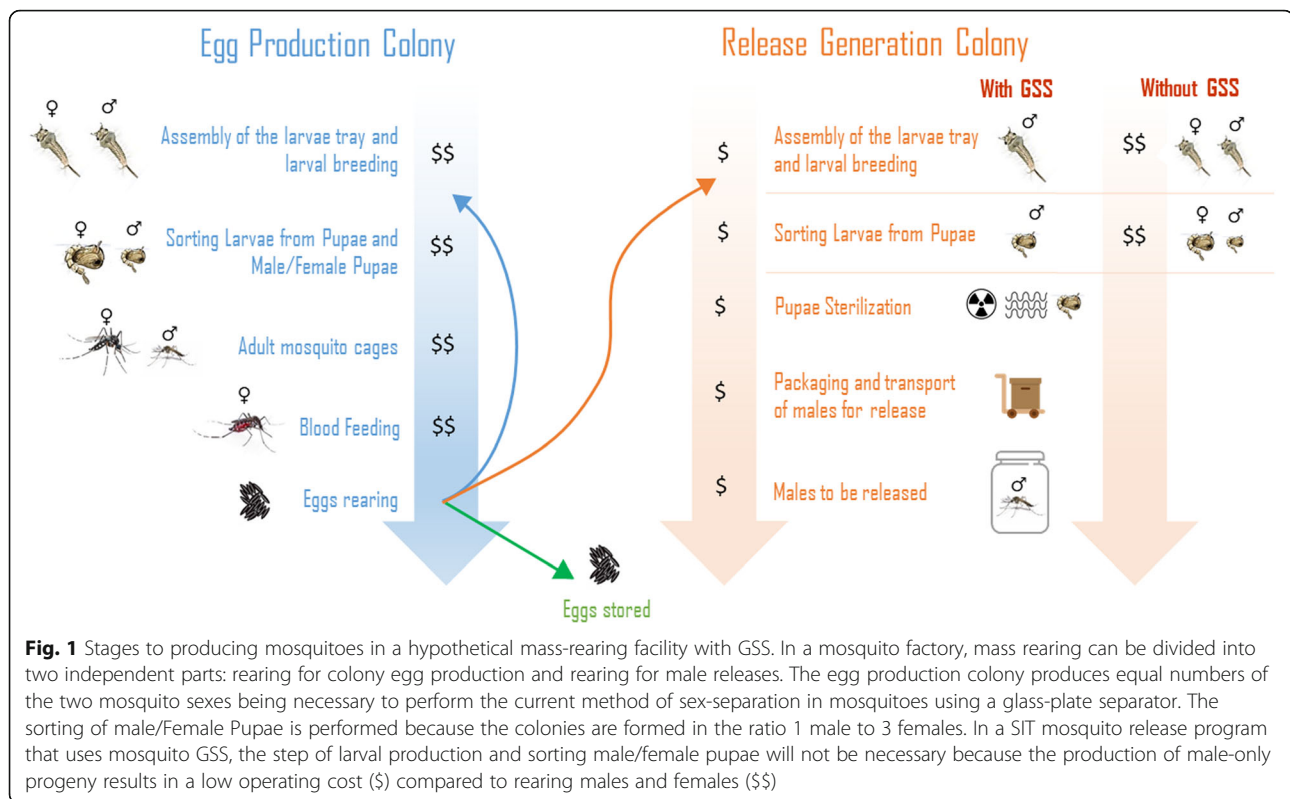 Egg Production Colony
Release Generation Colony
With GSS
Without GSS
♀ ♂
Assembly of the larvae tray and
larval breeding
$$
$
Assembly of the larvae tray
and larval breeding
♂
$$
♀ ♂
♀ ♂
Sorting Larvae from Pupae and
Male/Female Pupae
$$
$
Sorting Larvae from Pupae
♂
$$
♀ ♂
♀ ♂
Adult mosquito cages
$$
$
Pupae Sterilization
♀
Blood Feeding
$$
$
Packaging and transport
of males for release
Eggs rearing
$
Males to be released
♂
Eggs stored
Fig. 1 Stages to producing mosquitoes in a hypothetical mass-rearing facility with GSS. In a mosquito factory, mass rearing can be divided into
two independent parts: rearing for colony egg production and rearing for male releases. The egg production colony produces equal numbers of
the two mosquito sexes being necessary to perform the current method of sex-separation in mosquitoes using a glass-plate separator. The
sorting of male/Female Pupae is performed because the colonies are formed in the ratio 1 male to 3 females. In a SIT mosquito release program
that uses mosquito GSS, the step of larval production and sorting male/female pupae will not be necessary because the production of male-only
progeny results in a low operating cost ($) compared to rearing males and females ($$)